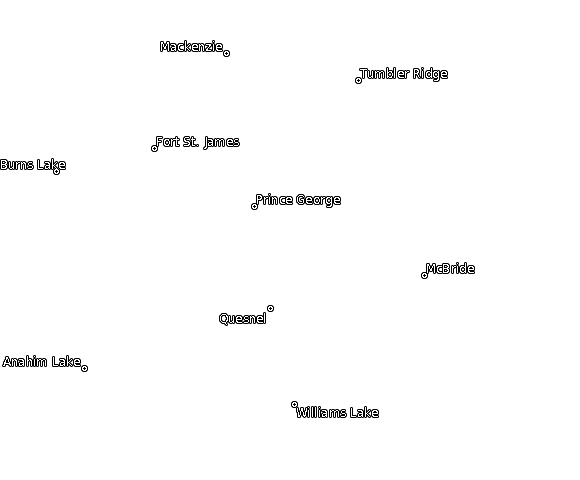 Mackenzie
Tumbler Ridge
Fort St. James
Burns Lake
Prince George
McBride
Quesnel
Anahim Lake
Williams Lake